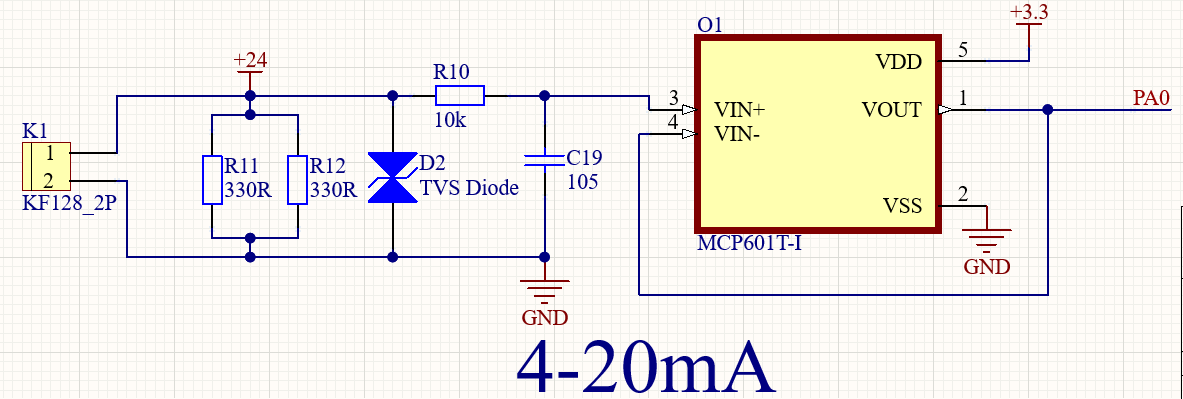 +3.3
O1
+24
VDD
5
R10
3
VIN+
VOUT
1
PA0
10k
4
VIN-
K1
1
2
KF128_2P
R11
330R
R12
330R
D2
TVS Diode
C19
105
VSS
2
MCP601T-I
GND
GND
4-20mA